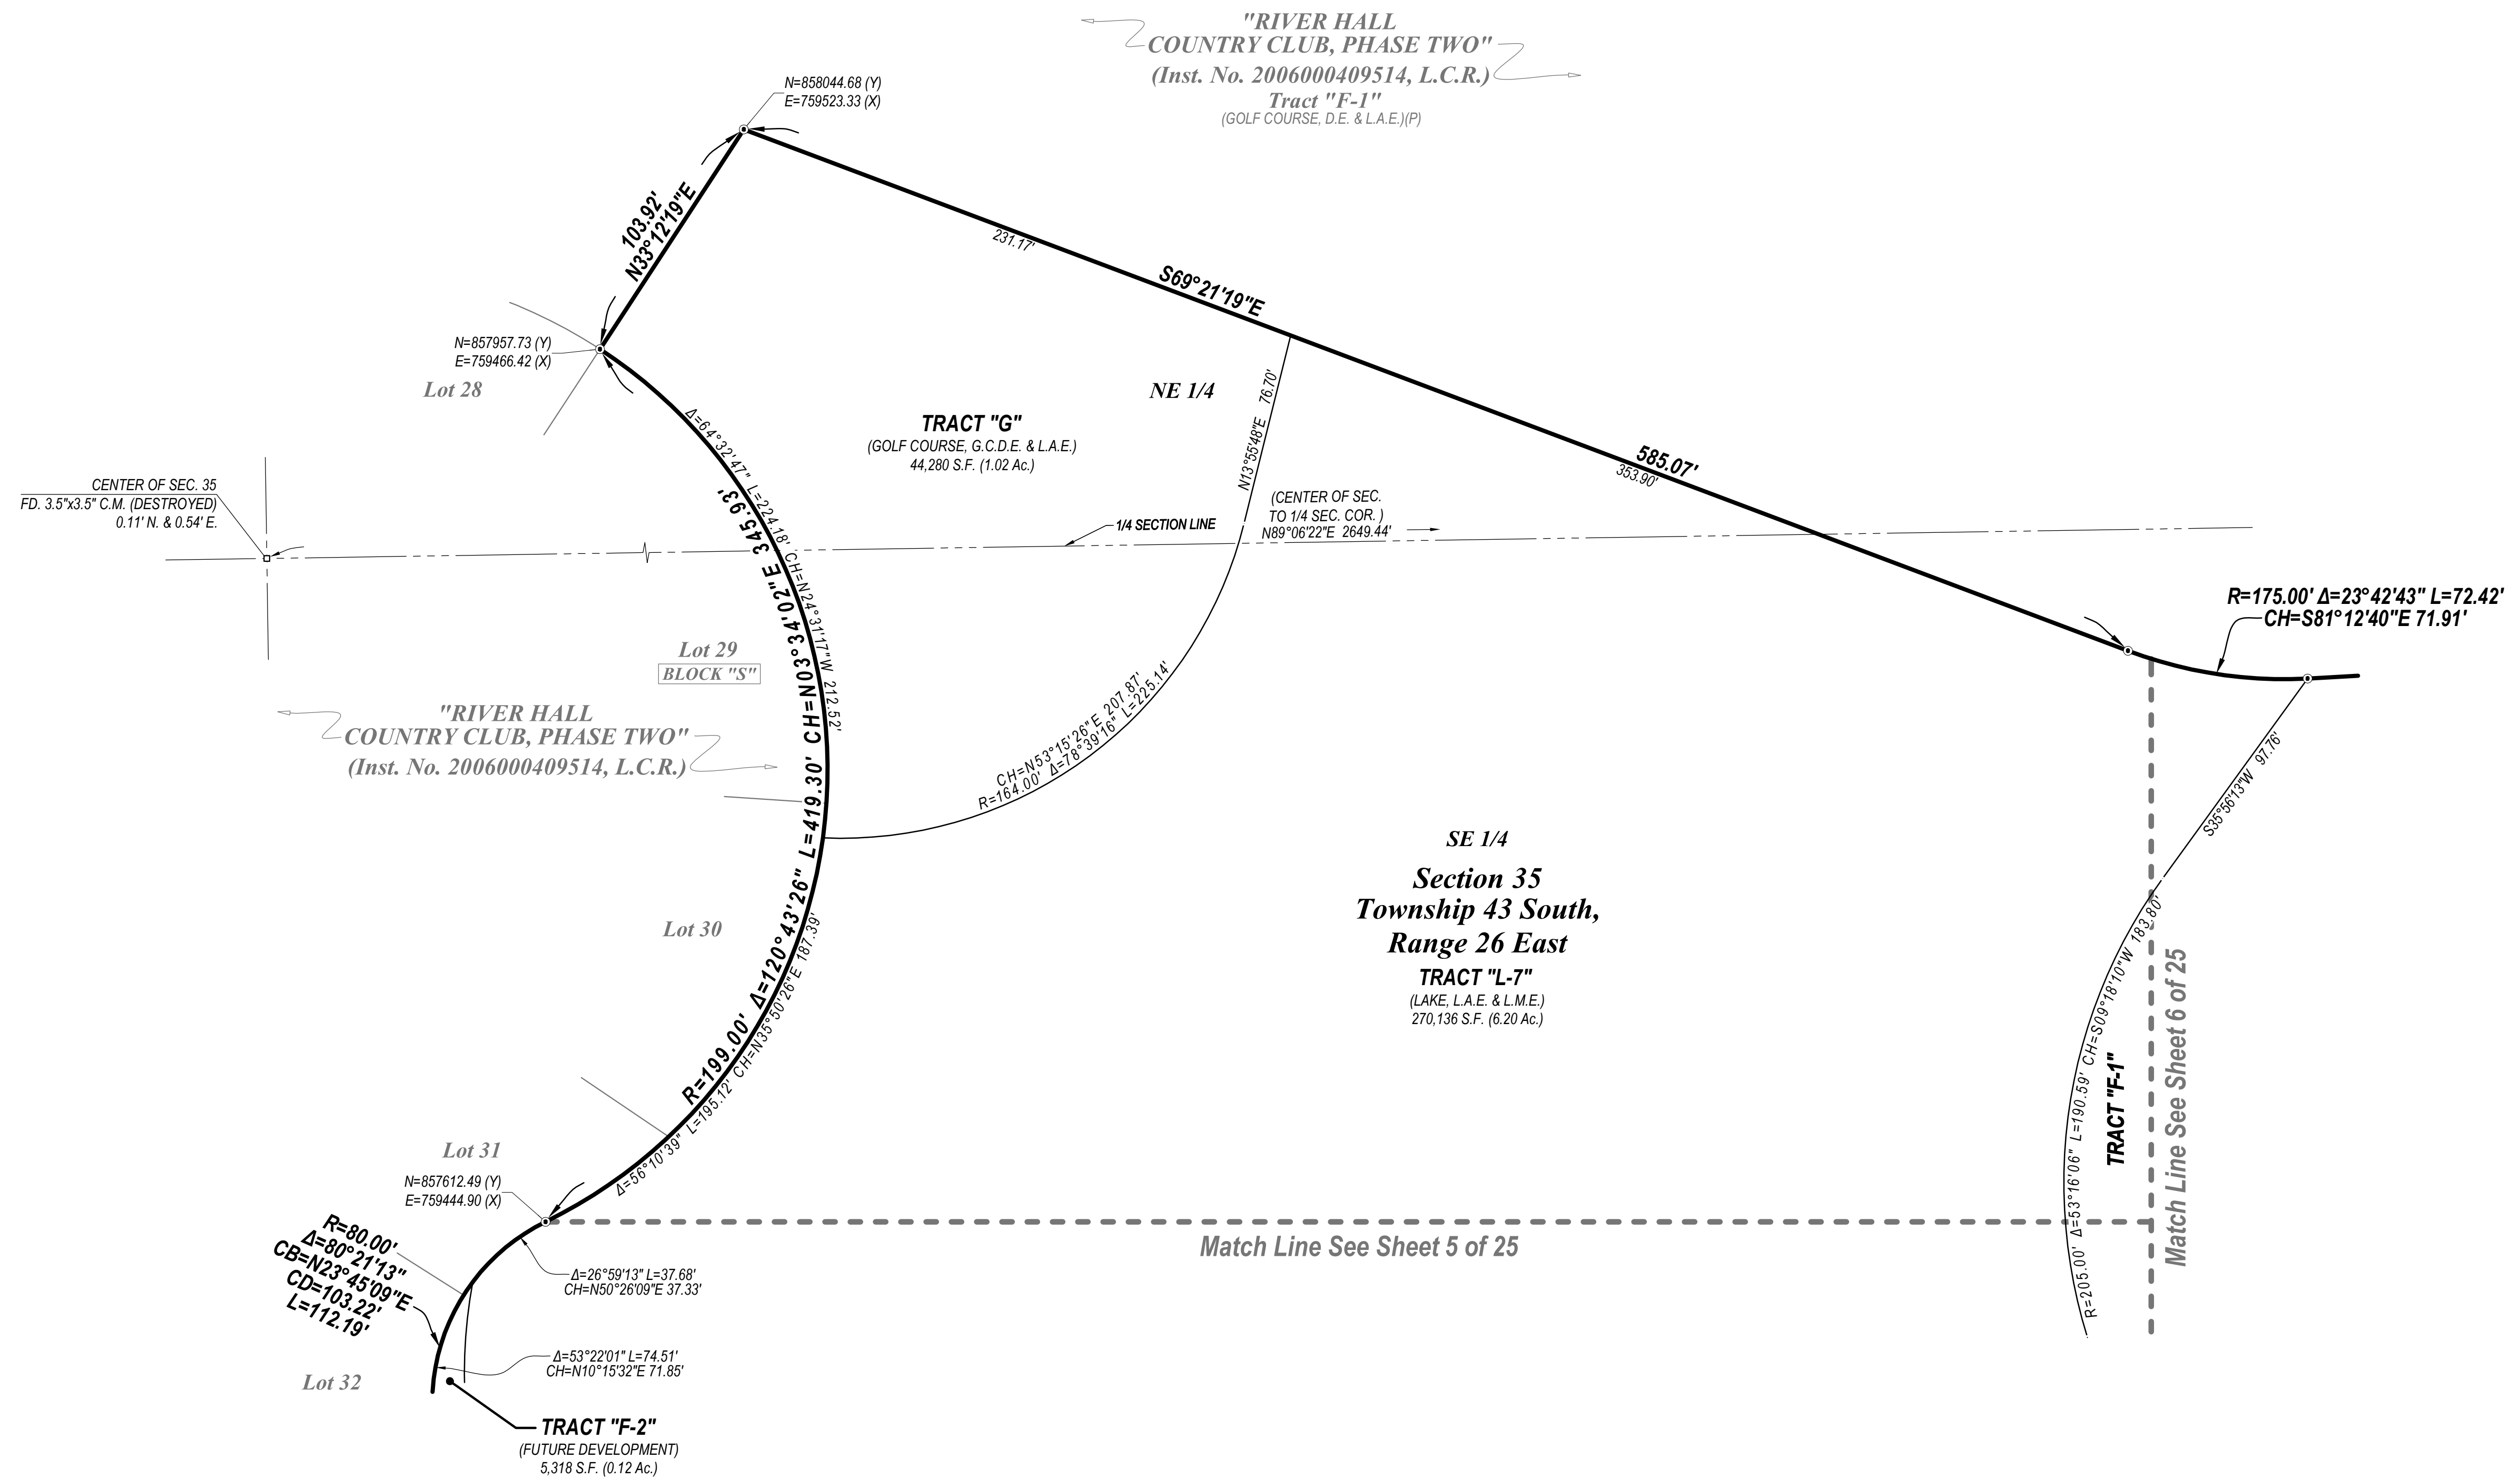 "RIVER HALL
COUNTRY CLUB, PHASE TWO"
(Inst. No. 2006000409514, L.C.R.)
Tract "F-1"
(GOLF COURSE, D.E. & L.A.E.)(P)
N=858044.68 (Y)
E=759523.33 (X)
103.92'
N33°12'19"E
231.17'
S69°21'19"E
N=857957.73 (Y)
E=759466.42 (X)
Lot 28
NE 1/4
TRACT "G"
(GOLF COURSE, G.C.D.E. & L.A.E.)
44,280 S.F. (1.02 Ac.)
N13°55'48"E 76.70'
585.07'
353.90'
CENTER OF SEC. 35
FD. 3.5"x3.5" C.M. (DESTROYED)
0.11' N. & 0.54' E.
1/4 SECTION LINE
(CENTER OF SEC.
TO 1/4 SEC. COR. )
N89°06'22"E 2649.44'
Δ=64°32'47" L=224.18' CH=N24°31'17"W 212.52'
R=199.00' Δ=120°43'26" L=419.30' CH=N03°34'02"E 345.93'
R=175.00' Δ=23°42'43" L=72.42'
CH=S81°12'40"E 71.91'
Lot 29
BLOCK "S"
"RIVER HALL
COUNTRY CLUB, PHASE TWO"
(Inst. No. 2006000409514, L.C.R.)
CH=N53°15'26"E 207.87'
R=164.00' Δ=78°39'16" L=225.14'
S35°56'13"W 97.76'
SE 1/4
Section 35
Township 43 South,
Range 26 East
TRACT "L-7"
(LAKE, L.A.E. & L.M.E.)
270,136 S.F. (6.20 Ac.)
Lot 30
Δ=56°10'39" L=195.12' CH=N35°50'26"E 187.39'
R=205.00' Δ=53°16'06" L=190.59' CH=S09°18'10"W 183.80'
TRACT "F-1"
Match Line See Sheet 6 of 25
Lot 31
N=857612.49 (Y)
E=759444.90 (X)
Match Line See Sheet 5 of 25
R=80.00'
Δ=80°21'13"
CB=N23°45'09"E
CD=103.22'
L=112.19'
Δ=26°59'13" L=37.68'
CH=N50°26'09"E 37.33'
Δ=53°22'01" L=74.51'
CH=N10°15'32"E 71.85'
Lot 32
TRACT "F-2"
(FUTURE DEVELOPMENT)
5,318 S.F. (0.12 Ac.)